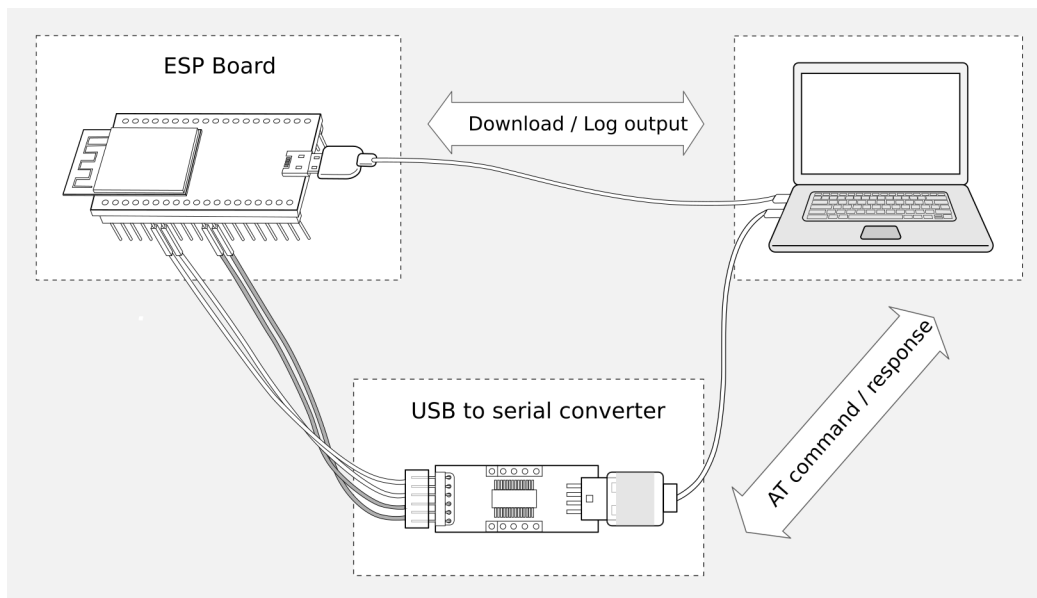 ESP Board
Download / Log output
USB to serial converter
AT command / response